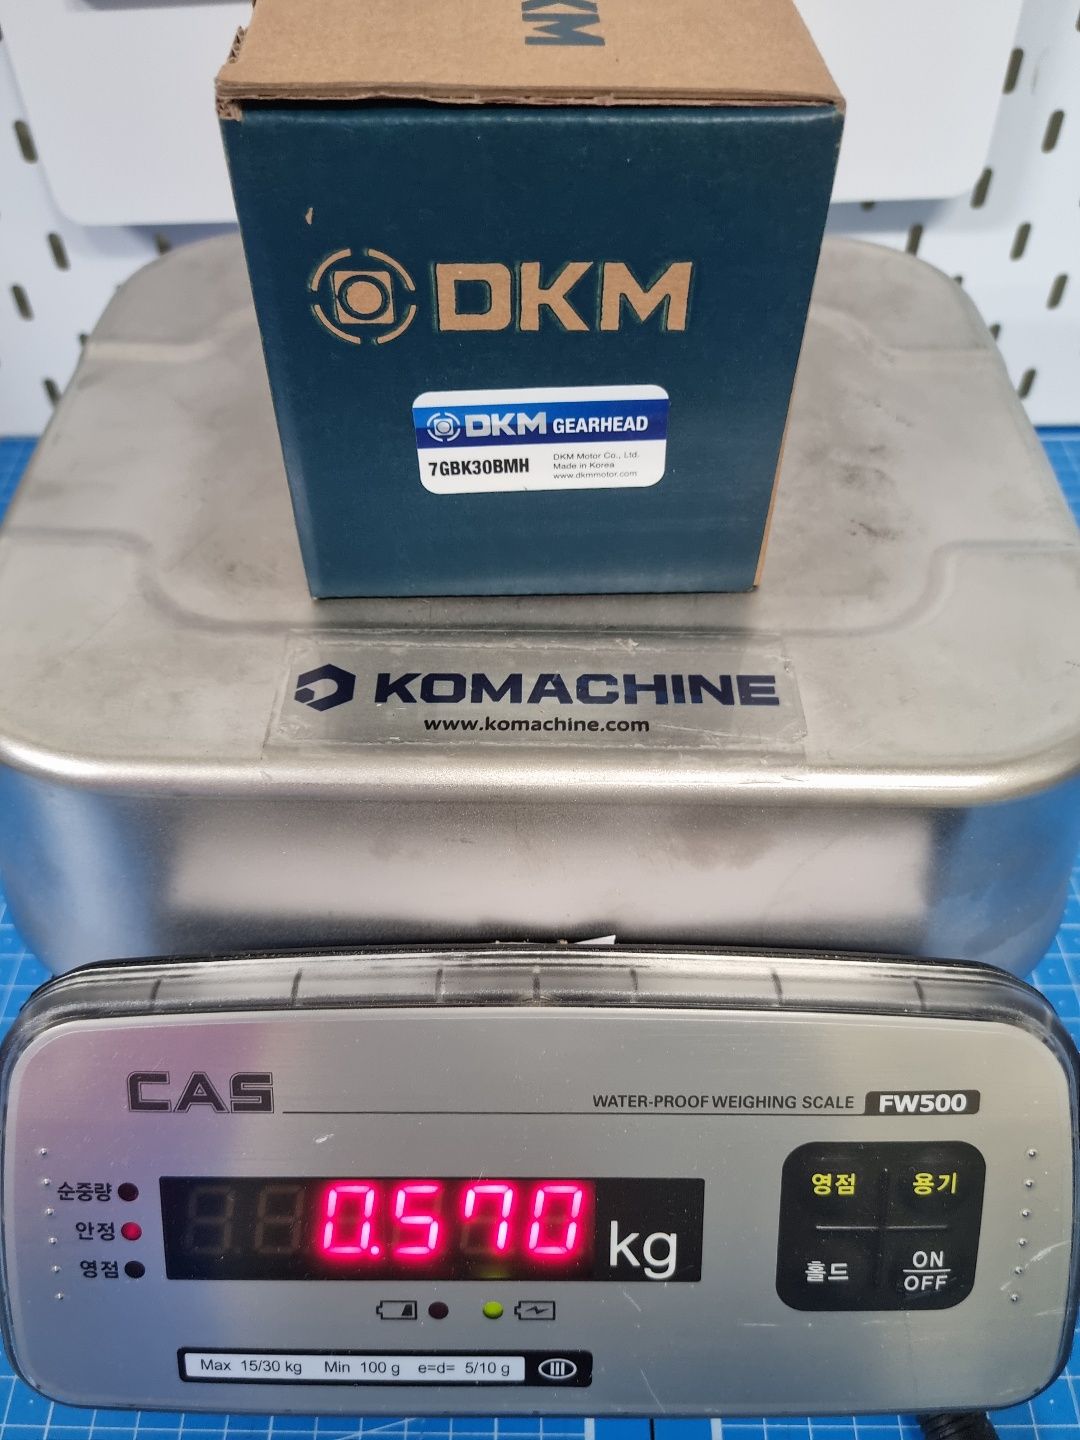 KM
DKM
DKM GEARHEAD
7GBK30BMH
DKM Motor Co., Ltd.
Made in Korea
www.dkmmotor.com
KOMACHINE
www.komachine.com
CAS
WATER-PROOF WEIGHING SCALE FW500
순중량
안정
영점
0.570 kg
영점
용기
홀드
ON
OFF
Max 15/30 kg Min 100 g e=d= 5/10 g III